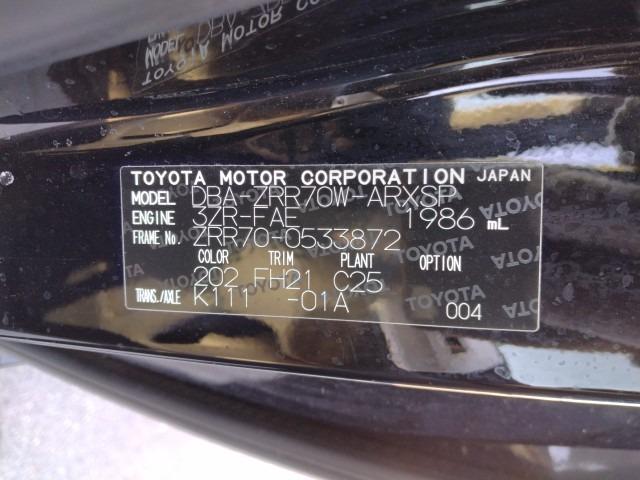 TOYOTA MOTOR CORPORATION JAPAN
MODEL DBA-ZRR70W-ARXSP
ENGINE 3ZR-FAE 1986 mL
FRAME No. ZRR70-0533872
COLOR TRIM PLANT OPTION
202 FH21 C25
TRANS./AXLE K111 -01A
004